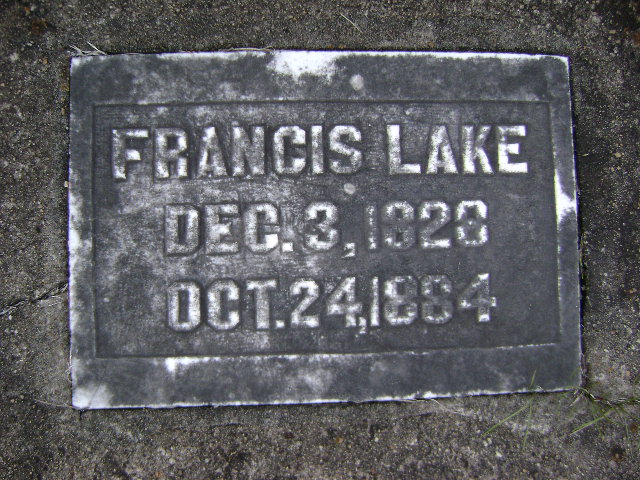 FRANCIS LAKE
DEC. 3, 1828
OCT. 24, 1884